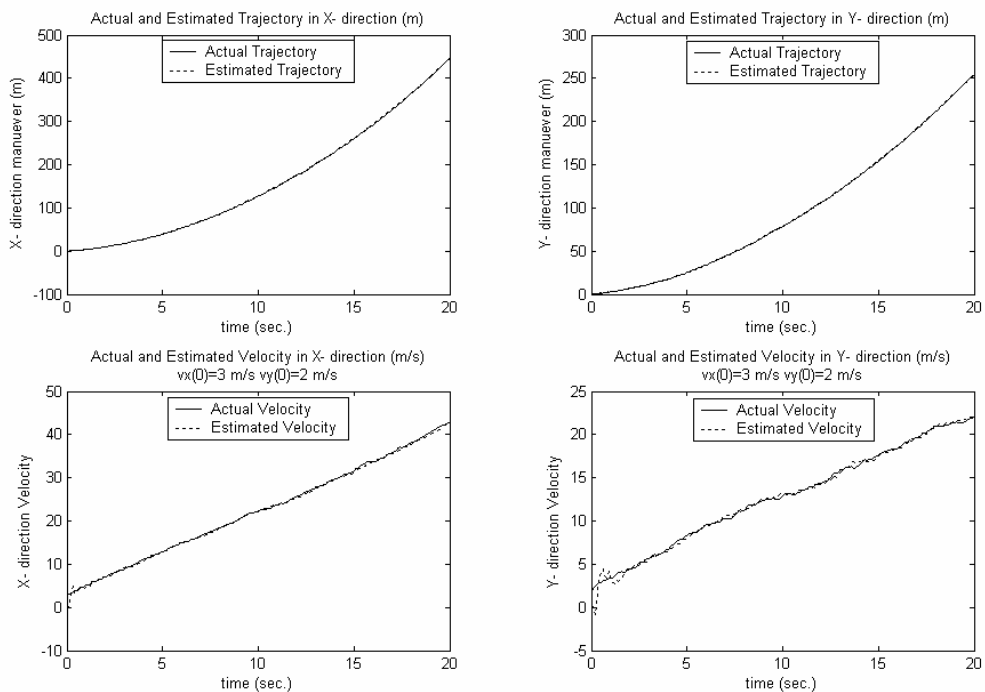 Actual and Estimated Trajectory in X- direction (m)
500
400
300
200
100
0
-100
X- direction manuever (m)
Actual Trajectory
Estimated Trajectory
0
5
10
15
20
time (sec.)
Actual and Estimated Trajectory in Y- direction (m)
300
250
200
150
100
50
0
Y- direction manuever (m)
Actual Trajectory
Estimated Trajectory
0
5
10
15
20
time (sec.)
Actual and Estimated Velocity in X- direction (m/s)
vx(0)=3 m/s vy(0)=2 m/s
50
40
30
20
10
0
-10
X- direction Velocity
Actual Velocity
Estimated Velocity
0
5
10
15
20
time (sec.)
Actual and Estimated Velocity in Y- direction (m/s)
vx(0)=3 m/s vy(0)=2 m/s
25
20
15
10
5
0
-5
Y- direction Velocity
Actual Velocity
Estimated Velocity
0
5
10
15
20
time (sec.)